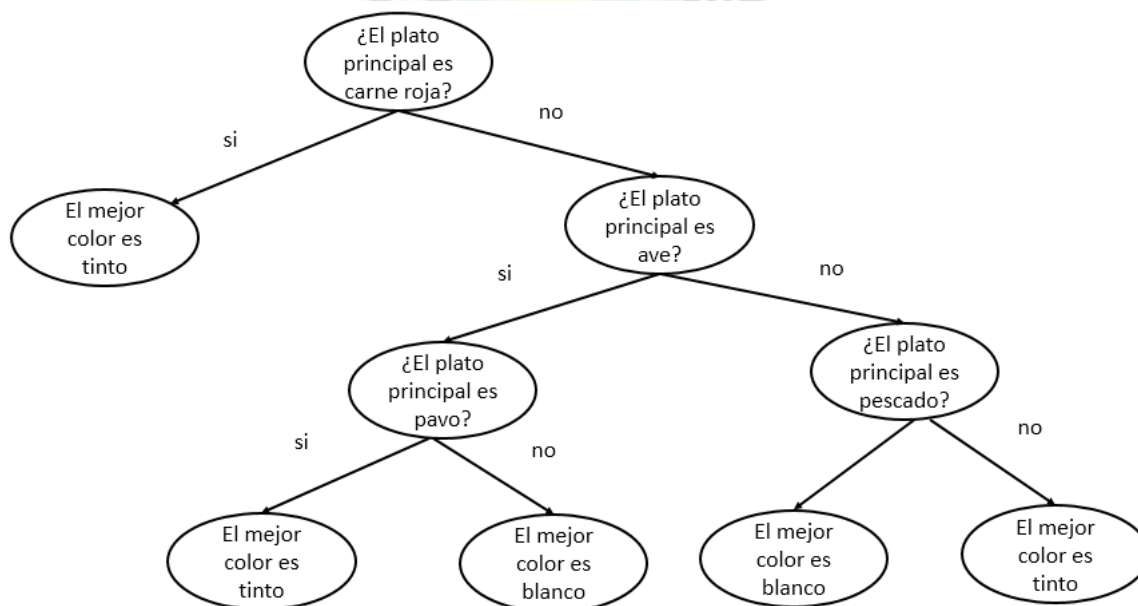 ¿El plato
principal es
carne roja?
si
no
El mejor
color es
tinto
¿El plato
principal es
ave?
si
no
¿El plato
principal es
pavo?
¿El plato
principal es
pescado?
si
no
no
El mejor
color es
tinto
El mejor
color es
blanco
El mejor
color es
blanco
El mejor
color es
tinto